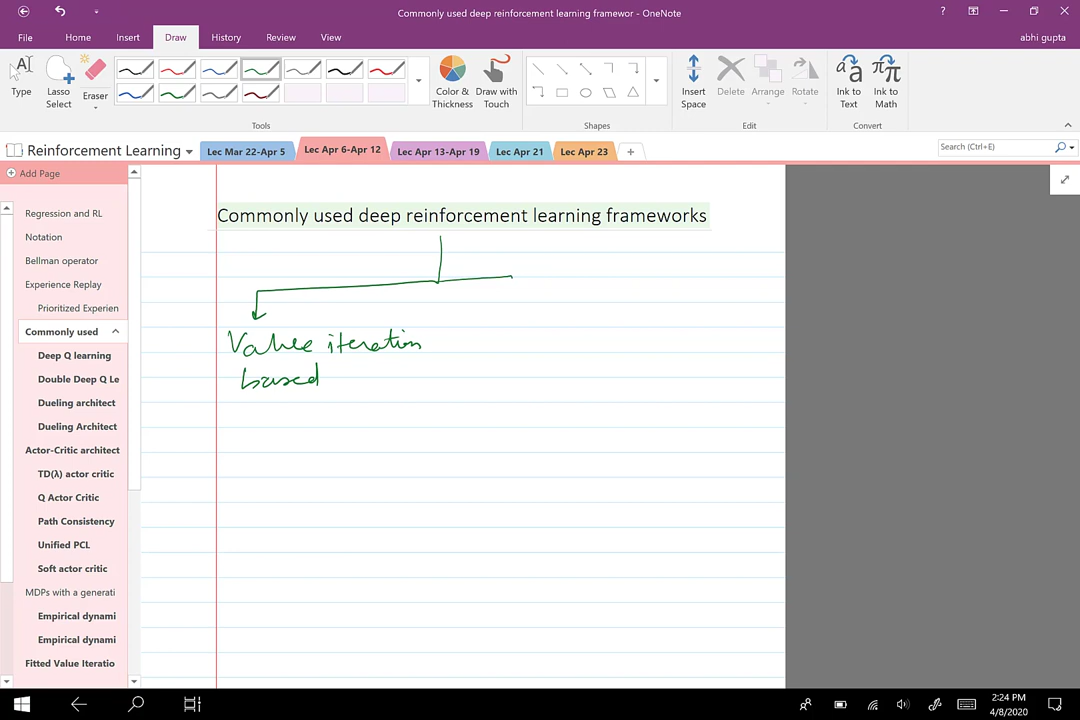 Commonly used deep reinforcement learning framewor - OneNote
?
File
Home
Insert
Draw
History
Review
View
abhi gupta
Type
Lasso
Select
Eraser
Color &
Thickness
Draw with
Touch
Insert
Space
Delete
Arrange
Rotate
Ink to
Text
Ink to
Math
Tools
Shapes
Edit
Convert
Reinforcement Learning
Lec Mar 22-Apr 5
Lec Apr 6-Apr 12
Lec Apr 13-Apr 19
Lec Apr 21
Lec Apr 23
+
Search (Ctrl+E)
Add Page
Regression and RL
Notation
Bellman operator
Experience Replay
Prioritized Experien
Commonly used
Deep Q learning
Double Deep Q Le
Dueling architect
Dueling Architect
Actor-Critic architect
TD(λ) actor critic
Q Actor Critic
Path Consistency
Unified PCL
Soft actor critic
MDPs with a generati
Empirical dynami
Empirical dynami
Fitted Value Iteratio
Commonly used deep reinforcement learning frameworks
Value iteration
based
2:24 PM
4/8/2020